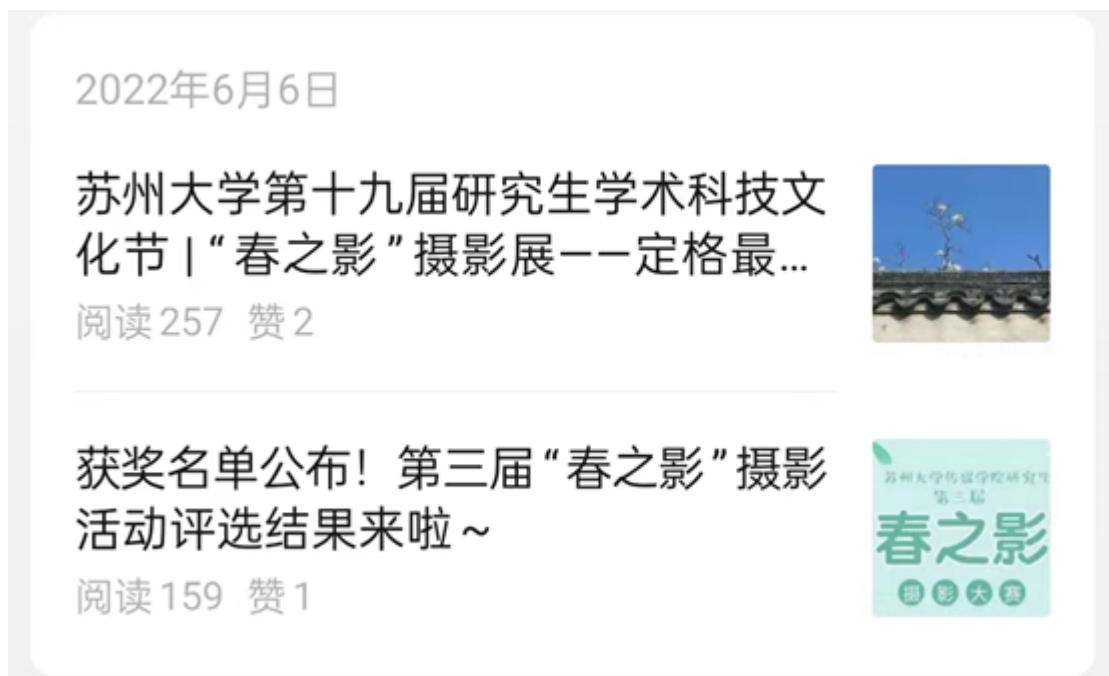 2022年6月6日
苏州大学第十九届研究生学术科技文
化节 | “春之影”摄影展——定格最...
阅读 257 赞 2
获奖名单公布！第三届“春之影”摄影
活动评选结果来啦～
阅读 159 赞 1
苏州大学传媒学院研究生
第三届
春之影
摄影大赛